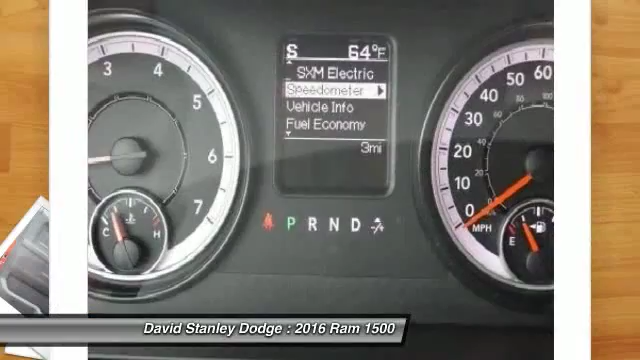 S 64°F
SXM Electric
Speedometer
Vehicle Info
Fuel Economy
3mi
3 4 5 6 7
C H
P R N D
0 10 20 30 40 50 60
MPH
E
David Stanley Dodge : 2016 Ram 1500